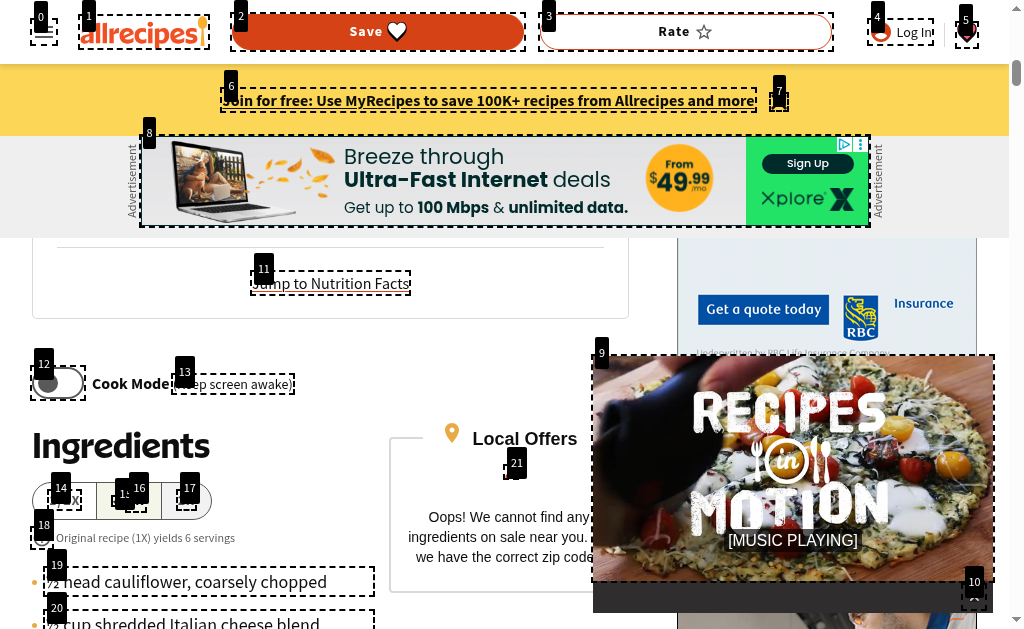 0
1
2
3
4
5
allrecipes
Save
Rate
Log In
6
7
Join for free: Use MyRecipes to save 100K+ recipes from Allrecipes and more
8
Advertisement
Breeze through
Ultra-Fast Internet deals
Get up to 100 Mbps & unlimited data.
From
$49.99
/mo
Sign Up
Xplore
Advertisement
11
Jump to Nutrition Facts
Get a quote today
RBC
Insurance
Underwritten by RBC Life Insurance Company
12
13
Cook Mode (Keep screen awake)
9
RECIPES
in
MOTION
[MUSIC PLAYING]
10
Ingredients
Local Offers
21
14
16
17
X
Oops! We cannot find any
ingredients on sale near you.
we have the correct zip code
18
Original recipe (1X) yields 6 servings
19
½ head cauliflower, coarsely chopped
20
½ cup shredded Italian cheese blend